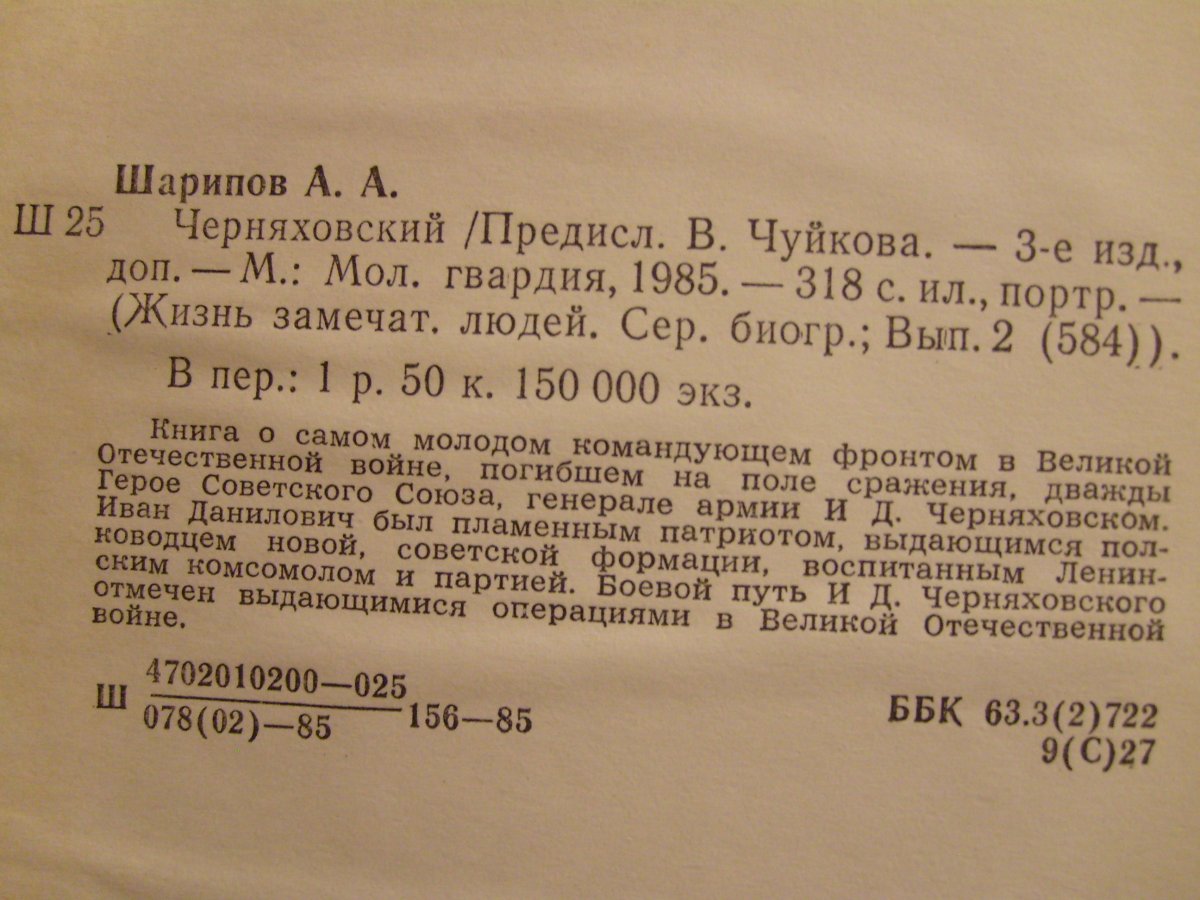 Шарипов А. А.
Ш 25 Черняховский /Предисл. В. Чуйкова. — 3-е изд.,
доп. — М.: Мол. гвардия, 1985. — 318 с. ил., портр. —
(Жизнь замечат. людей. Сер. биогр.; Вып. 2 (584)).
В пер.: 1 р. 50 к. 150 000 экз.
Книга о самом молодом командующем фронтом в Великой
Отечественной войне, погибшем на поле сражения, дважды
Герое Советского Союза, генерале армии И Д. Черняховском.
Иван Данилович был пламенным патриотом, выдающимся пол-
ководцем новой, советской формации, воспитанным Ленин-
ским комсомолом и партией. Боевой путь И Д. Черняховского
отмечен выдающимися операциями в Великой Отечественной
войне.
Ш 4702010200—025
078(02)—85 156—85
ББК 63.3(2)722
9(С)27